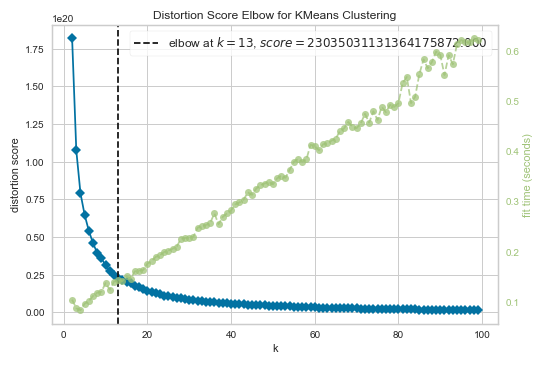 Distortion Score Elbow for KMeans Clustering
1e20
elbow at k = 13, score = 23035031131364175872.000
distortion score
1.75
1.50
1.25
1.00
0.75
0.50
0.25
0.00
0.6
0.5
0.4
0.3
0.2
0.1
fit time (seconds)
0 20 40 60 80 100
k